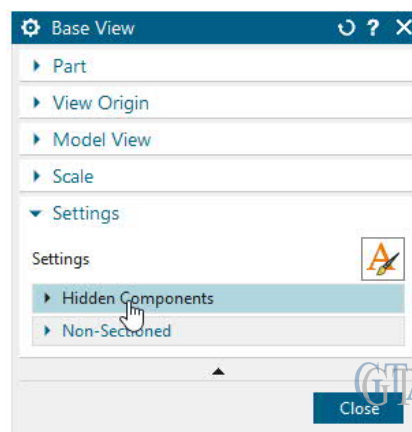 Base View
?
Part
View Origin
Model View
Scale
Settings
Settings
A
Hidden Components
Non-Sectioned
Close